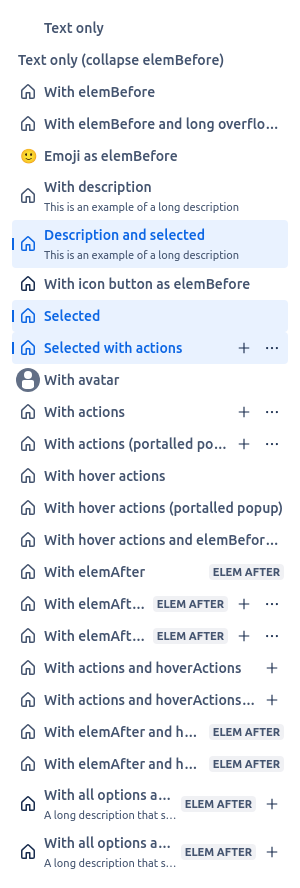 Text only
Text only (collapse elemBefore)
With elemBefore
With elemBefore and long overflo...
Emoji as elemBefore
With description
This is an example of a long description
Description and selected
This is an example of a long description
With icon button as elemBefore
Selected
Selected with actions
With avatar
With actions
With actions (portalled po...
With hover actions
With hover actions (portalled popup)
With hover actions and elemBefor...
With elemAfter ELEM AFTER
With elemAft... ELEM AFTER
With elemAft... ELEM AFTER
With actions and hoverActions
With actions and hoverActions...
With elemAfter and h... ELEM AFTER
With elemAfter and h... ELEM AFTER
With all options a... ELEM AFTER
A long description that s...
With all options a... ELEM AFTER
A long description that s...